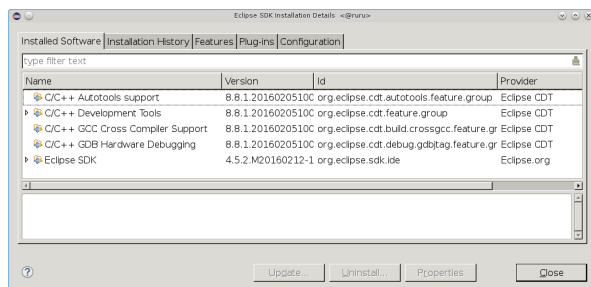 Eclipse SDK Installation Details <@ruru>
Installed Software Installation History Features Plug-ins Configuration
type filter text
Name Version Id Provider
C/C++ Autotools support 8.8.1.20160205100 org.eclipse.cdt.autotools.feature.group Eclipse CDT
C/C++ Development Tools 8.8.1.20160205100 org.eclipse.cdt.feature.group Eclipse CDT
C/C++ GCC Cross Compiler Support 8.8.1.20160205100 org.eclipse.cdt.build.crossgcc.feature.gr Eclipse CDT
C/C++ GDB Hardware Debugging 8.8.1.20160205100 org.eclipse.cdt.debug.gdbjtag.feature.gr Eclipse CDT
Eclipse SDK 4.5.2.M20160212-1 org.eclipse.sdk.ide Eclipse.org
? Update... Uninstall... Properties Close